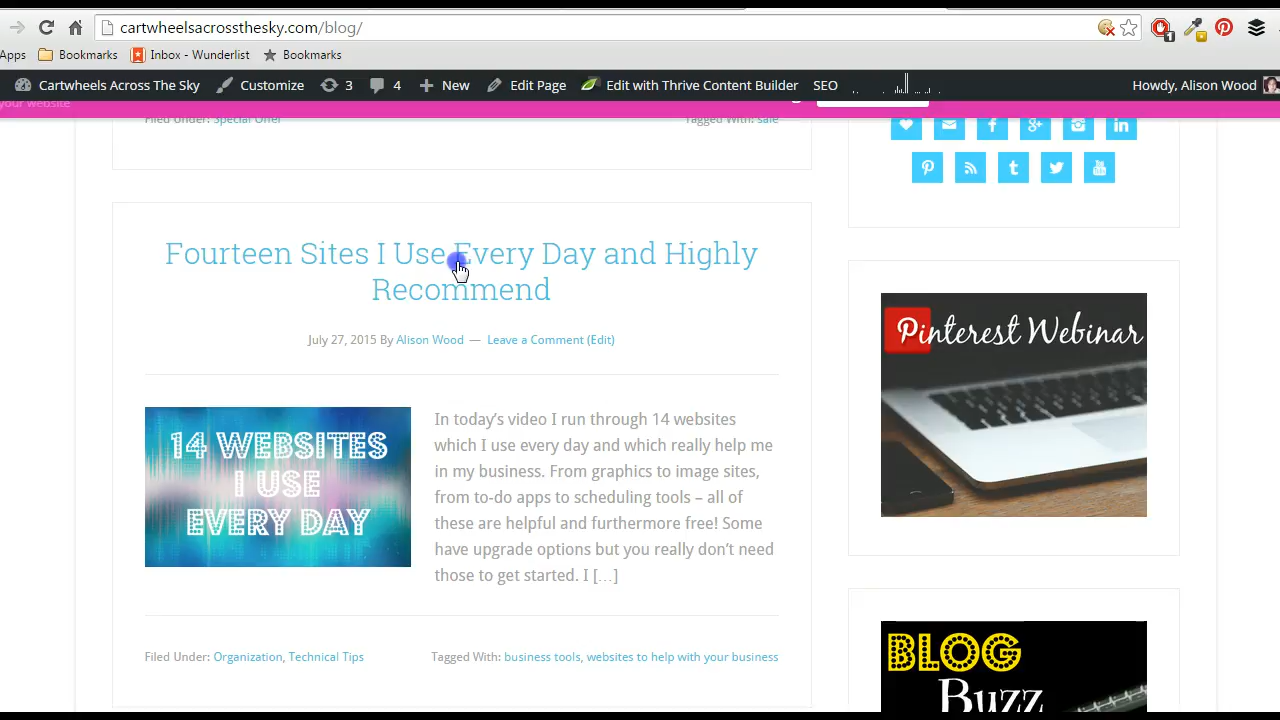 cartwheelsacrossthesky.com/blog/
1
Apps Bookmarks Inbox - Wunderlist Bookmarks
Cartwheels Across The Sky Customize 3 4 New Edit Page Edit with Thrive Content Builder SEO Howdy, Alison Wood
your website
Filed Under: Special Offer Tagged With: sale
Fourteen Sites I Use Every Day and Highly
Recommend
July 27, 2015 By Alison Wood — Leave a Comment (Edit)
14 WEBSITES
I USE
EVERY DAY
In today’s video I run through 14 websites
which I use every day and which really help me
in my business. From graphics to image sites,
from to-do apps to scheduling tools – all of
these are helpful and furthermore free! Some
have upgrade options but you really don’t need
those to get started. I […]
Filed Under: Organization, Technical Tips Tagged With: business tools, websites to help with your business
Pinterest Webinar
BLOG
Buzz